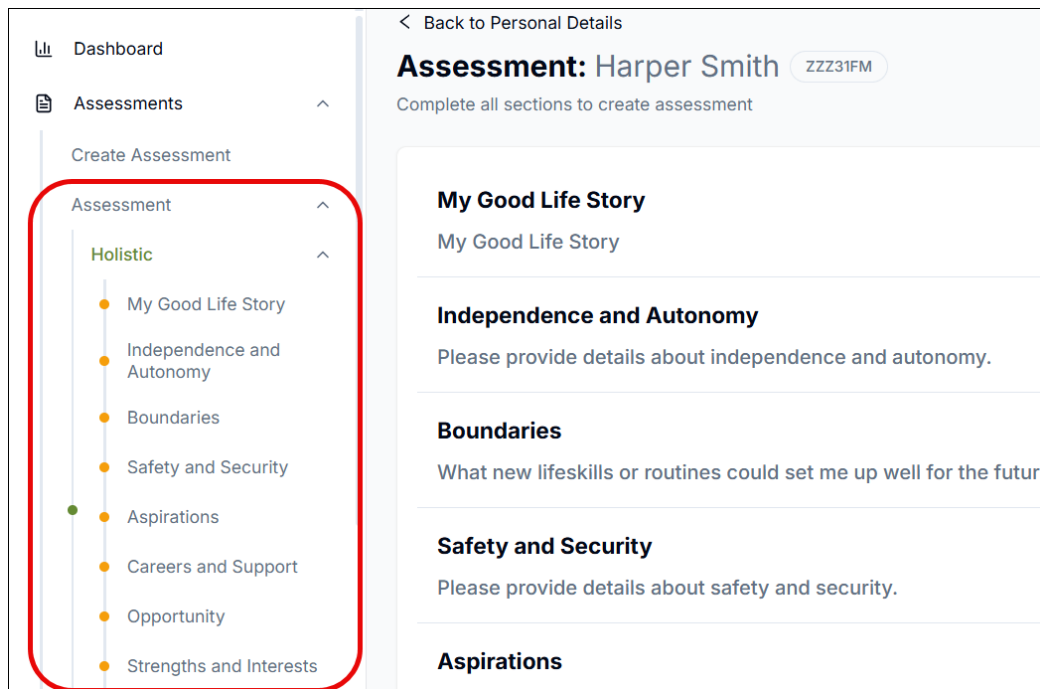 Dashboard
Assessments
Create Assessment
Assessment
Holistic
My Good Life Story
Independence and
Autonomy
Boundaries
Safety and Security
Aspirations
Careers and Support
Opportunity
Strengths and Interests
Back to Personal Details
Assessment: Harper Smith ZZZ31FM
Complete all sections to create assessment
My Good Life Story
My Good Life Story
Independence and Autonomy
Please provide details about independence and autonomy.
Boundaries
What new lifeskills or routines could set me up well for the futur
Safety and Security
Please provide details about safety and security.
Aspirations